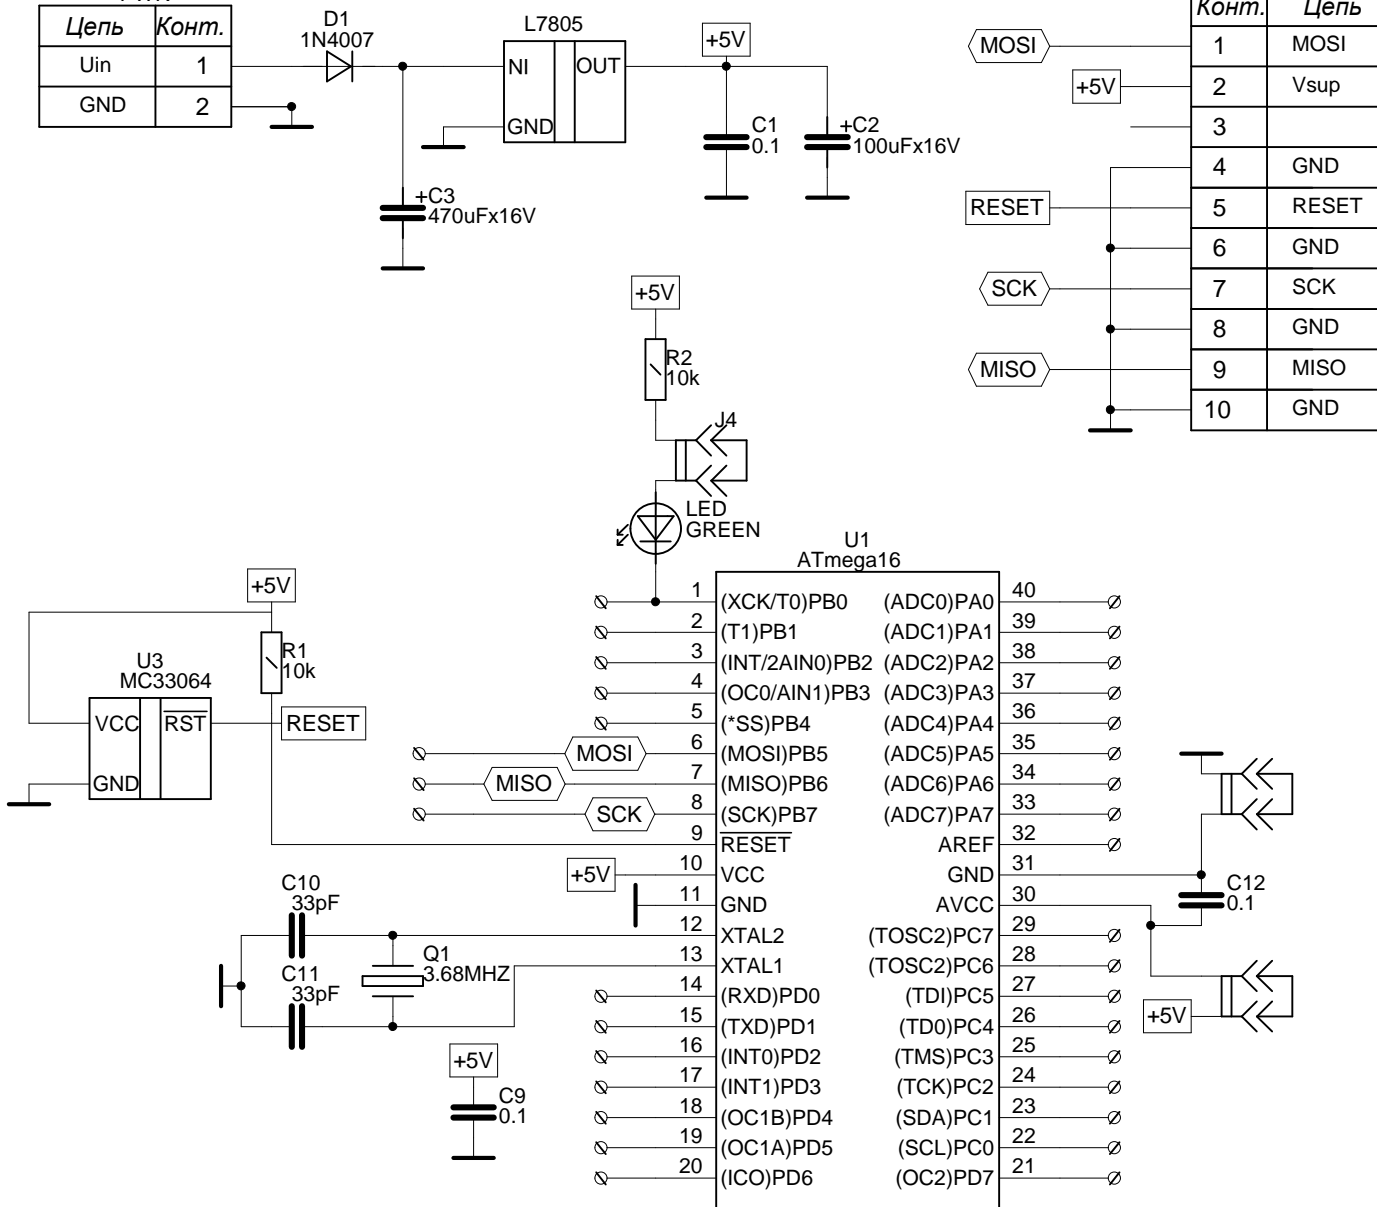 Цепь Конт.
Uin 1
GND 2
D1
1N4007
L7805
NI OUT
GND
+5V
C1
0.1
+C2
100uFx16V
+C3
470uFx16V
Конт. Цепь
MOSI 1 MOSI
+5V 2 Vsup
3
4 GND
RESET 5 RESET
6 GND
SCK 7 SCK
8 GND
MISO 9 MISO
10 GND
+5V
R2
10k
J4
LED
GREEN
U1
ATmega16
+5V
R1
10k
U3
MC33064
VCC RST
GND
RESET
1 (XCK/T0)PB0 (ADC0)PA0 40
2 (T1)PB1 (ADC1)PA1 39
3 (INT/2AIN0)PB2 (ADC2)PA2 38
4 (OC0/AIN1)PB3 (ADC3)PA3 37
5 (*SS)PB4 (ADC4)PA4 36
MOSI 6 (MOSI)PB5 (ADC5)PA5 35
MISO 7 (MISO)PB6 (ADC6)PA6 34
SCK 8 (SCK)PB7 (ADC7)PA7 33
9 RESET AREF 32
+5V 10 VCC GND 31
11 GND AVCC 30
12 XTAL2 (TOSC2)PC7 29
13 XTAL1 (TOSC2)PC6 28
14 (RXD)PD0 (TDI)PC5 27
15 (TXD)PD1 (TD0)PC4 26
16 (INT0)PD2 (TMS)PC3 25
17 (INT1)PD3 (TCK)PC2 24
18 (OC1B)PD4 (SDA)PC1 23
19 (OC1A)PD5 (SCL)PC0 22
20 (ICO)PD6 (OC2)PD7 21
C10
33pF
C11
33pF
Q1
3.68MHZ
+5V
C9
0.1
C12
0.1
+5V